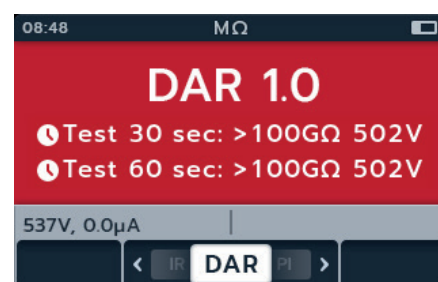 08:48 MΩ
DAR 1.0
Test 30 sec: >100GΩ 502V
Test 60 sec: >100GΩ 502V
537V, 0.0µA
< IR DAR PI >